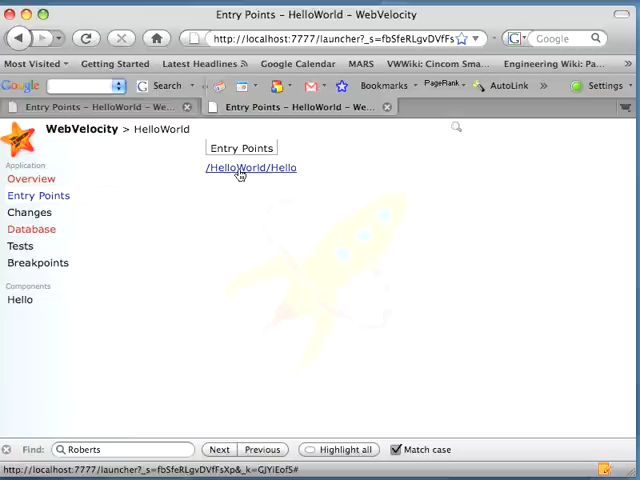 Entry Points - HelloWorld - WebVelocity
http://localhost:7777/launcher?_s=fbSfeRLgvDVfFs
Google
Most Visited
Getting Started
Latest Headlines
Google Calendar
MARS
VWWiki: Cincom Smal...
Engineering Wiki: Pag...
Google
Search
Bookmarks
PageRank
AutoLink
Settings
Entry Points - HelloWorld - We...
Entry Points - HelloWorld - We...
WebVelocity > HelloWorld
Application
Overview
Entry Points
Changes
Database
Tests
Breakpoints
Components
Hello
Entry Points
/HelloWorld/Hello
Find:
Roberts
Next
Previous
Highlight all
Match case
http://localhost:7777/launcher?_s=fbSfeRLgvDVfFsXp&_k=GJYiEofS#